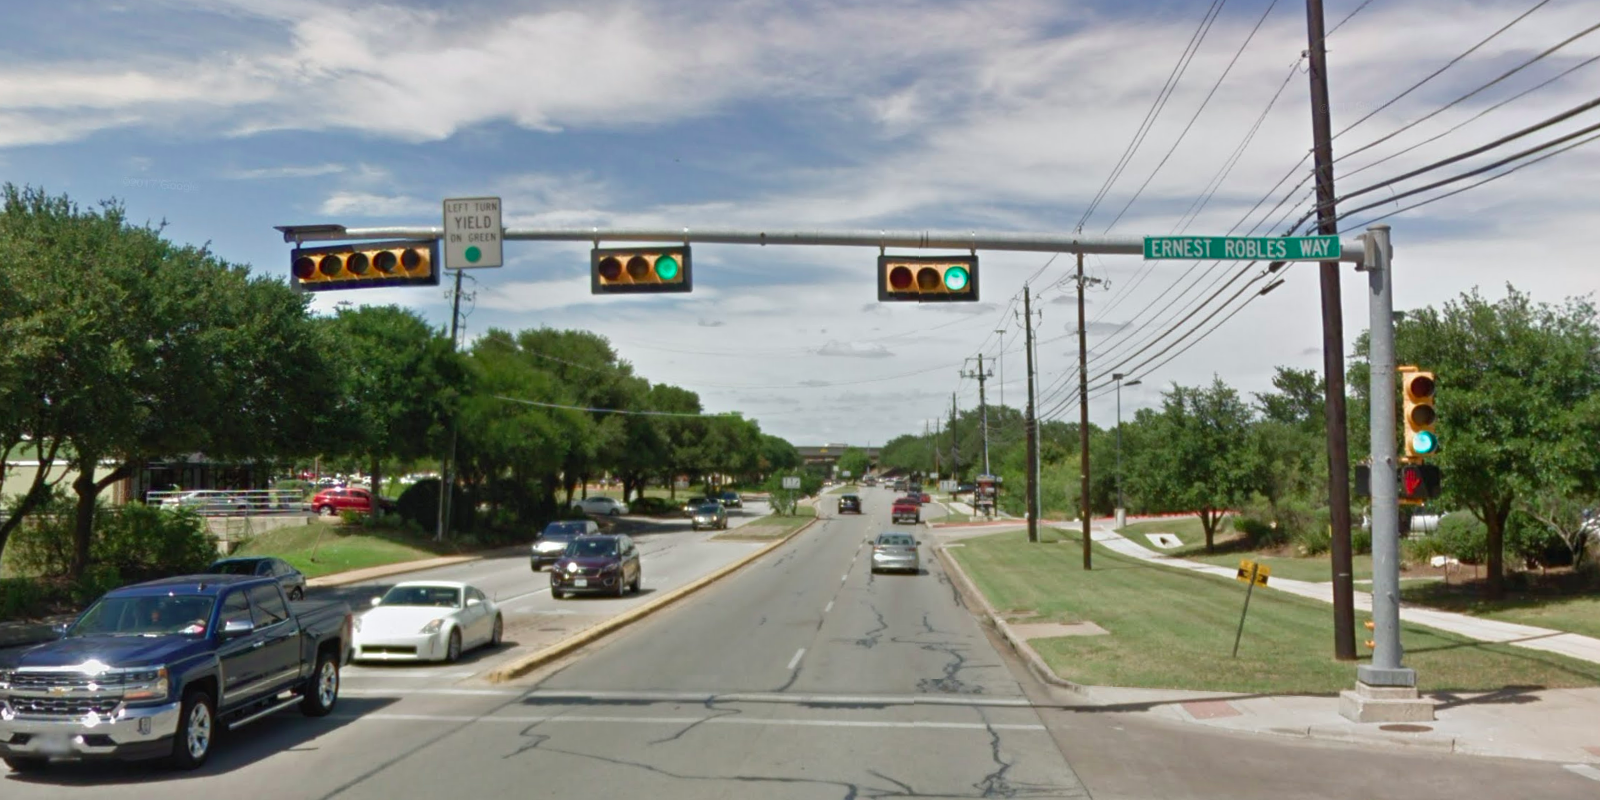 LEFT TURN
YIELD
ON GREEN
ERNEST ROBLES WAY